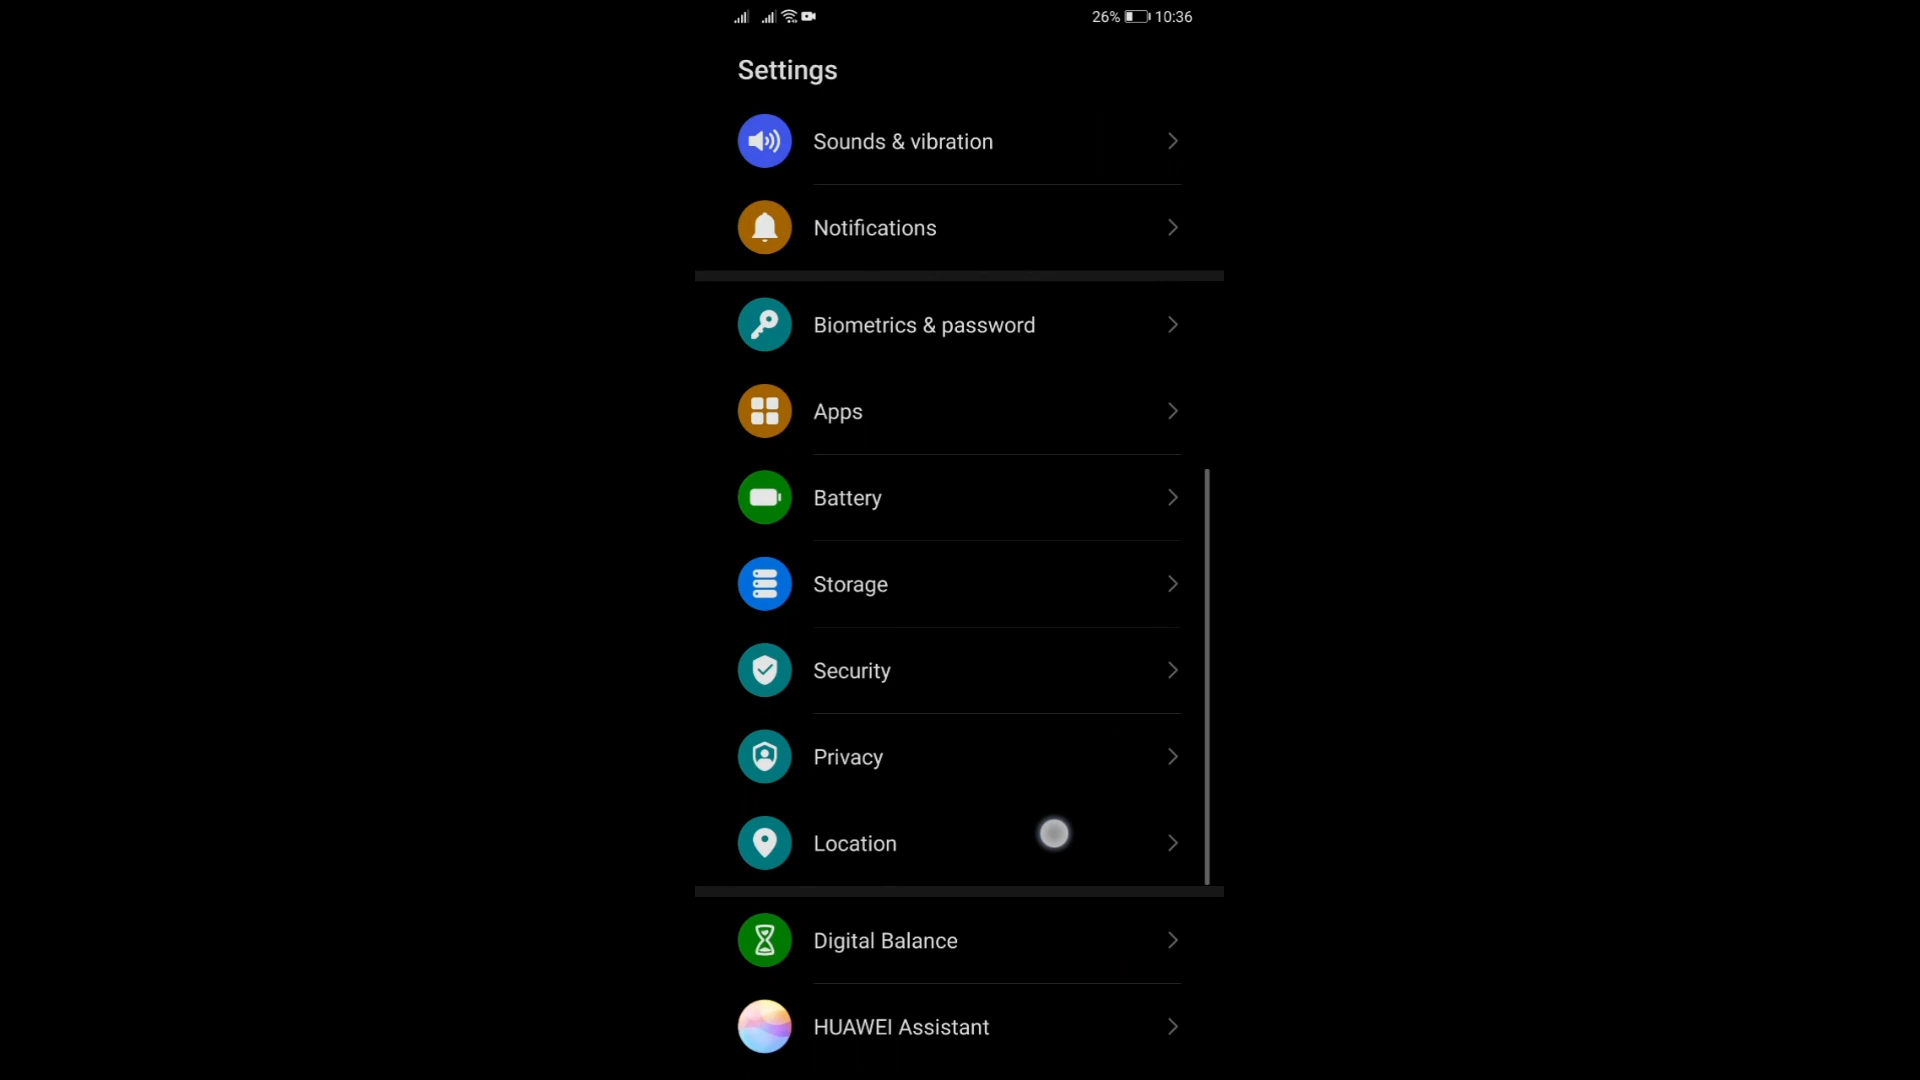 26% 10:36
Settings
Sounds & vibration
Notifications
Biometrics & password
Apps
Battery
Storage
Security
Privacy
Location
Digital Balance
HUAWEI Assistant